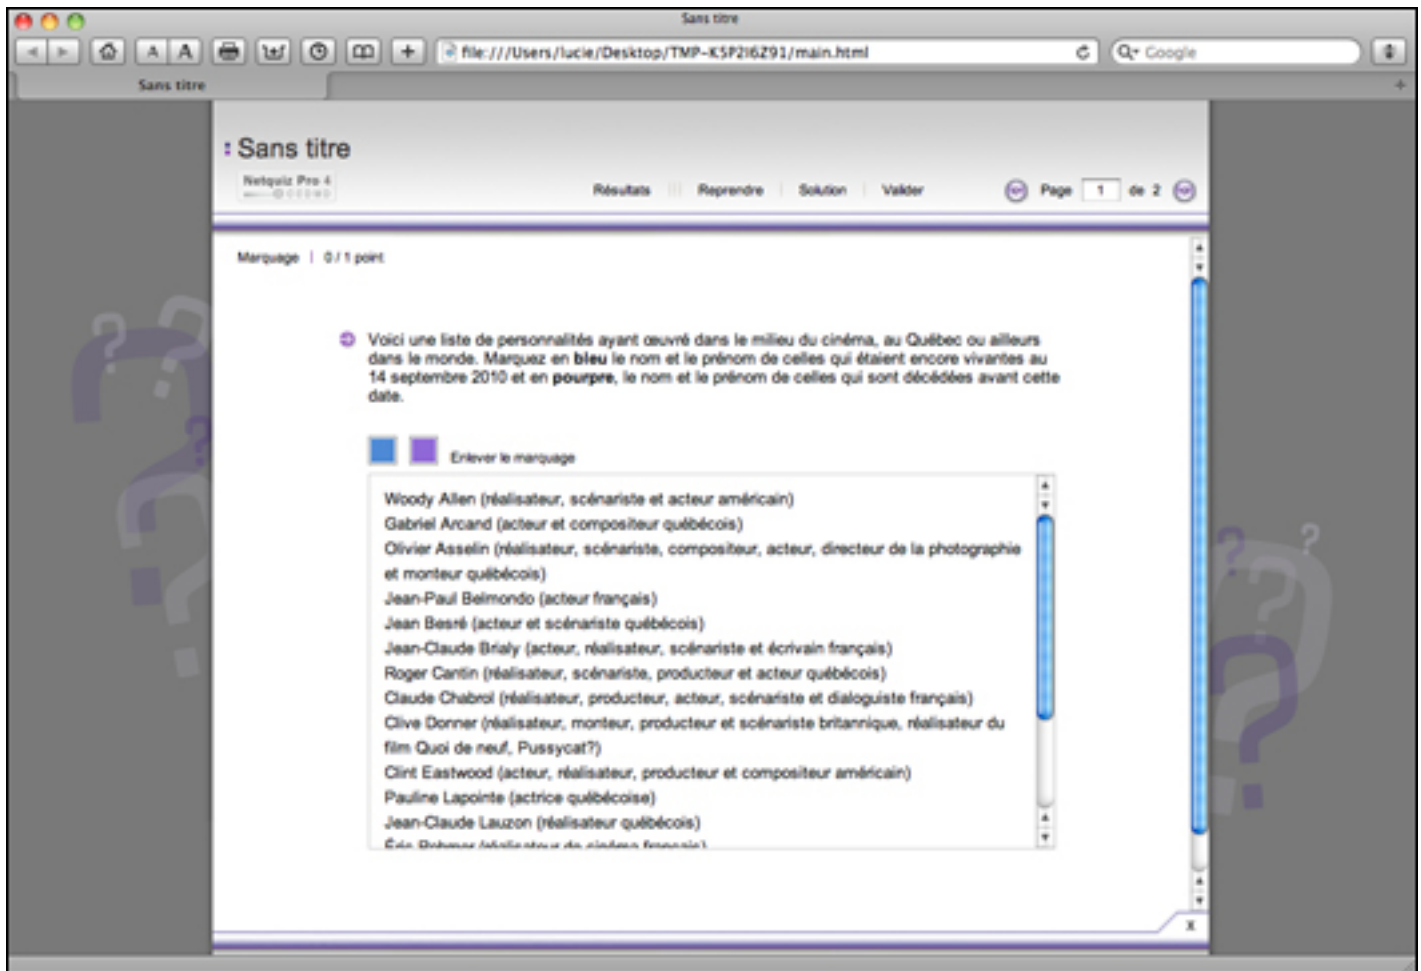 Sans titre
A A
file:///Users/lucie/Desktop/TMP-KSP2I6Z91/main.html
Google
Sans titre
Sans titre
Netquiz Pro 4
Résultats Reprendre Solution Valider Page 1 de 2
Marquage | 0 / 1 point
Voici une liste de personnalités ayant œuvré dans le milieu du cinéma, au Québec ou ailleurs
dans le monde. Marquez en bleu le nom et le prénom de celles qui étaient encore vivantes au
14 septembre 2010 et en pourpre, le nom et le prénom de celles qui sont décédées avant cette
date.
Enlever le marquage
Woody Allen (réalisateur, scénariste et acteur américain)
Gabriel Arcand (acteur et compositeur québécois)
Olivier Asselin (réalisateur, scénariste, compositeur, acteur, directeur de la photographie
et monteur québécois)
Jean-Paul Belmondo (acteur français)
Jean Besré (acteur et scénariste québécois)
Jean-Claude Brialy (acteur, réalisateur, scénariste et écrivain français)
Roger Cantin (réalisateur, scénariste, producteur et acteur québécois)
Claude Chabrol (réalisateur, producteur, acteur, scénariste et dialoguiste français)
Clive Donner (réalisateur, monteur, producteur et scénariste britannique, réalisateur du
film Quoi de neuf, Pussycat?)
Clint Eastwood (acteur, réalisateur, producteur et compositeur américain)
Pauline Lapointe (actrice québécoise)
Jean-Claude Lauzon (réalisateur québécois)
Éric Rohmer (réalisateur de cinéma français)
X